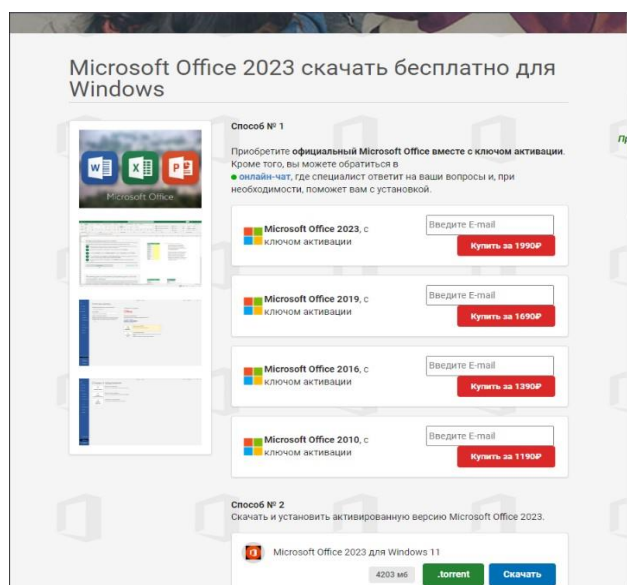 Microsoft Office 2023 скачать бесплатно для
Windows
Microsoft Office
Способ № 1
Приобретите официальный Microsoft Office вместе с ключом активации.
Кроме того, вы можете обратиться в
онлайн-чат, где специалист ответит на ваши вопросы и, при
необходимости, поможет вам с установкой.
Microsoft Office 2023, с
ключом активации
Введите E-mail
Купить за 1990₽
Microsoft Office 2019, с
ключом активации
Введите E-mail
Купить за 1690₽
Microsoft Office 2016, с
ключом активации
Введите E-mail
Купить за 1390₽
Microsoft Office 2010, с
ключом активации
Введите E-mail
Купить за 1190₽
Способ № 2
Скачать и установить активированную версию Microsoft Office 2023.
Microsoft Office 2023 для Windows 11
4203 мб
.torrent
Скачать